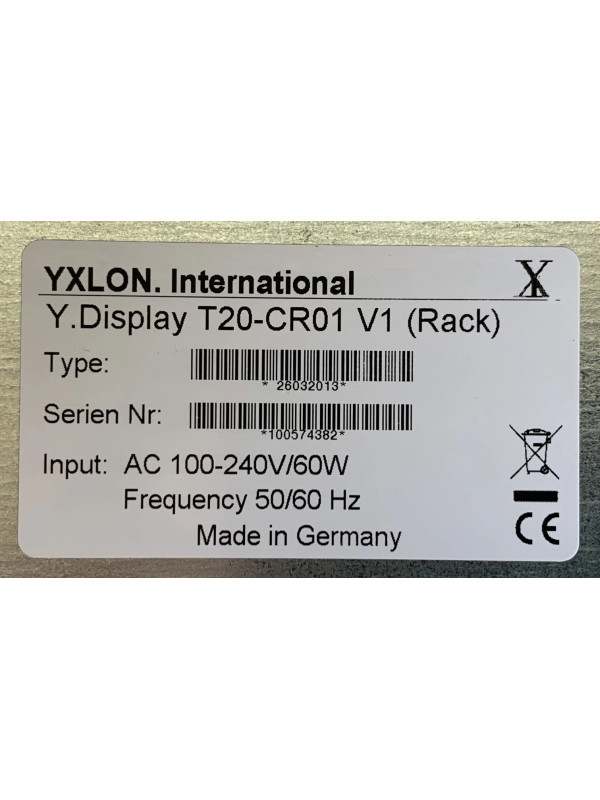 YXLON. International
Y.Display T20-CR01 V1 (Rack)
Type:
*26032013*
Serien Nr:
*100574382*
Input: AC 100-240V/60W
Frequency 50/60 Hz
Made in Germany
CE